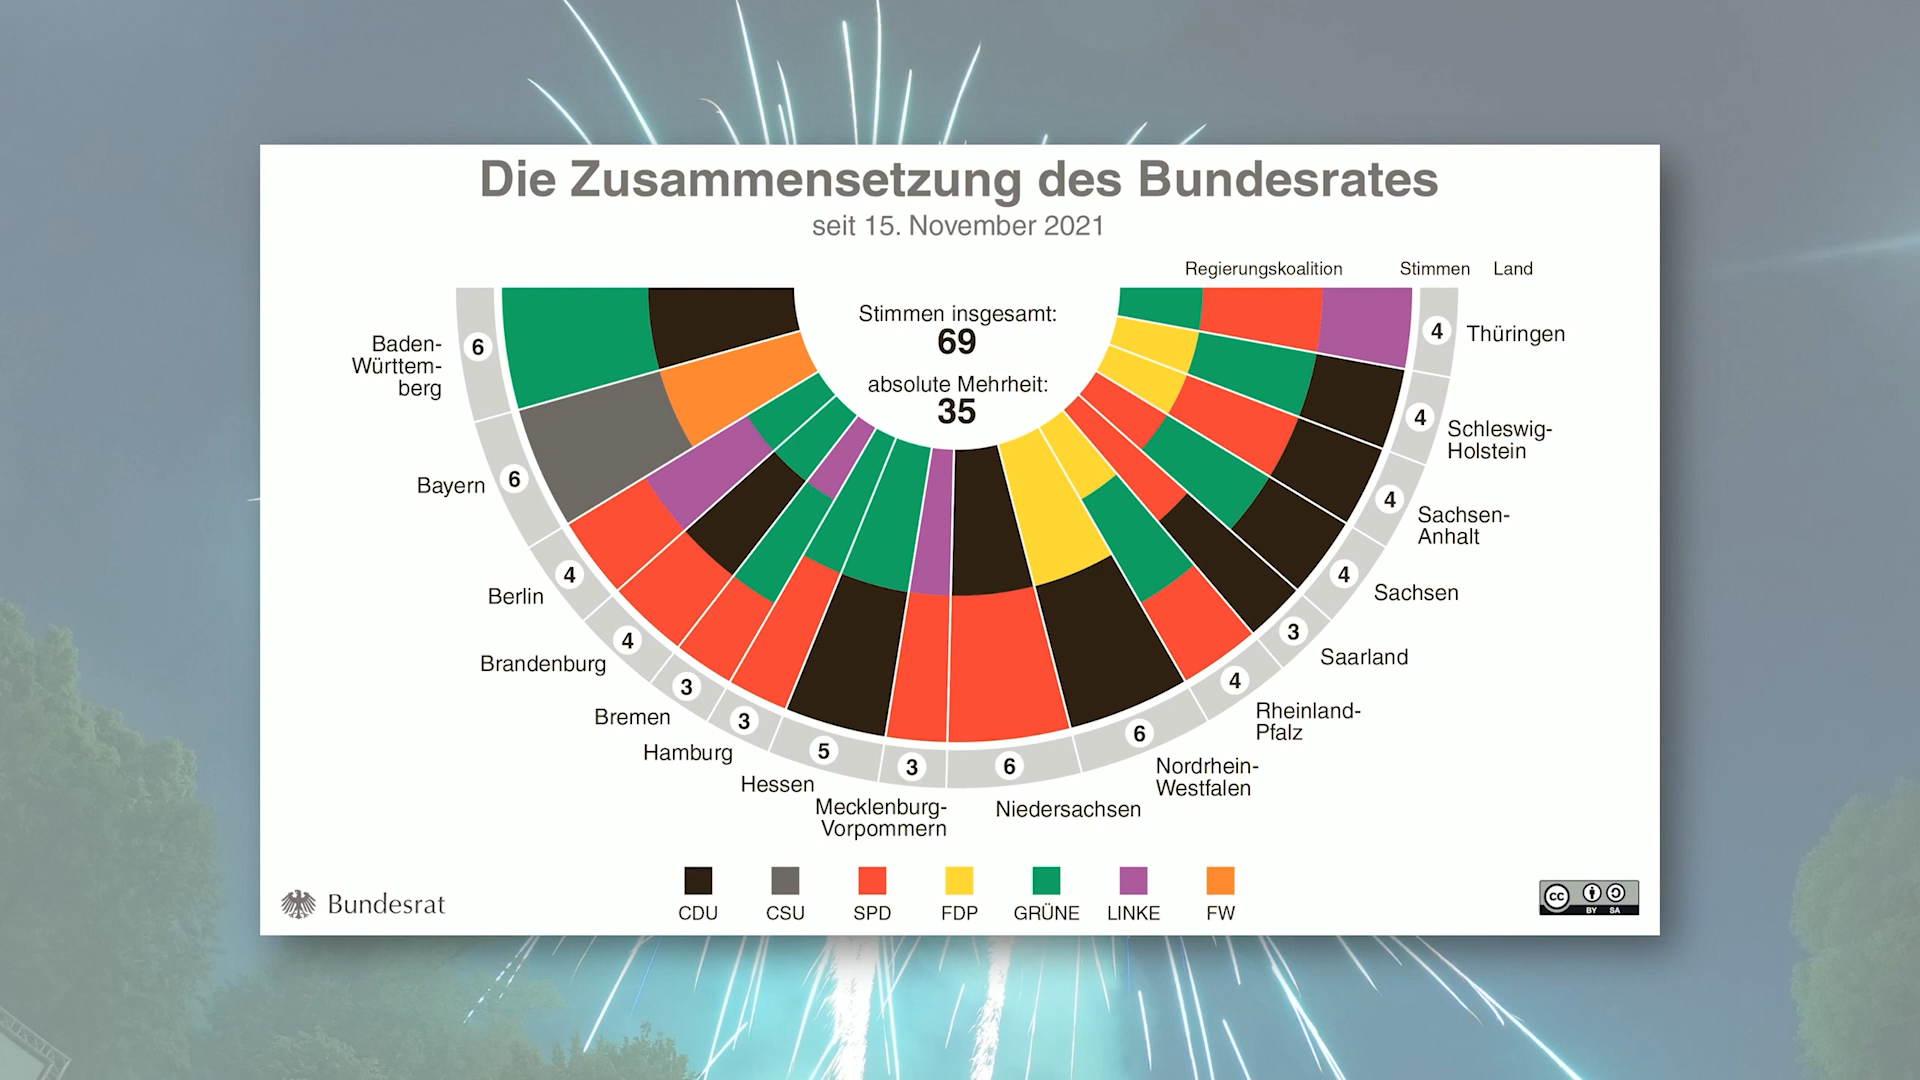 Die Zusammensetzung des Bundesrates
seit 15. November 2021
Regierungskoalition
Stimmen
Land
Stimmen insgesamt:
69
absolute Mehrheit:
35
6
Baden-
Württem-
berg
6
Bayern
4
Berlin
4
Brandenburg
3
Bremen
3
Hamburg
5
Hessen
3
Mecklenburg-
Vorpommern
6
Niedersachsen
6
Nordrhein-
Westfalen
4
Rheinland-
Pfalz
3
Saarland
4
Sachsen
4
Sachsen-
Anhalt
4
Schleswig-
Holstein
4
Thüringen
CDU
CSU
SPD
FDP
GRÜNE
LINKE
FW
Bundesrat
cc
BY SA